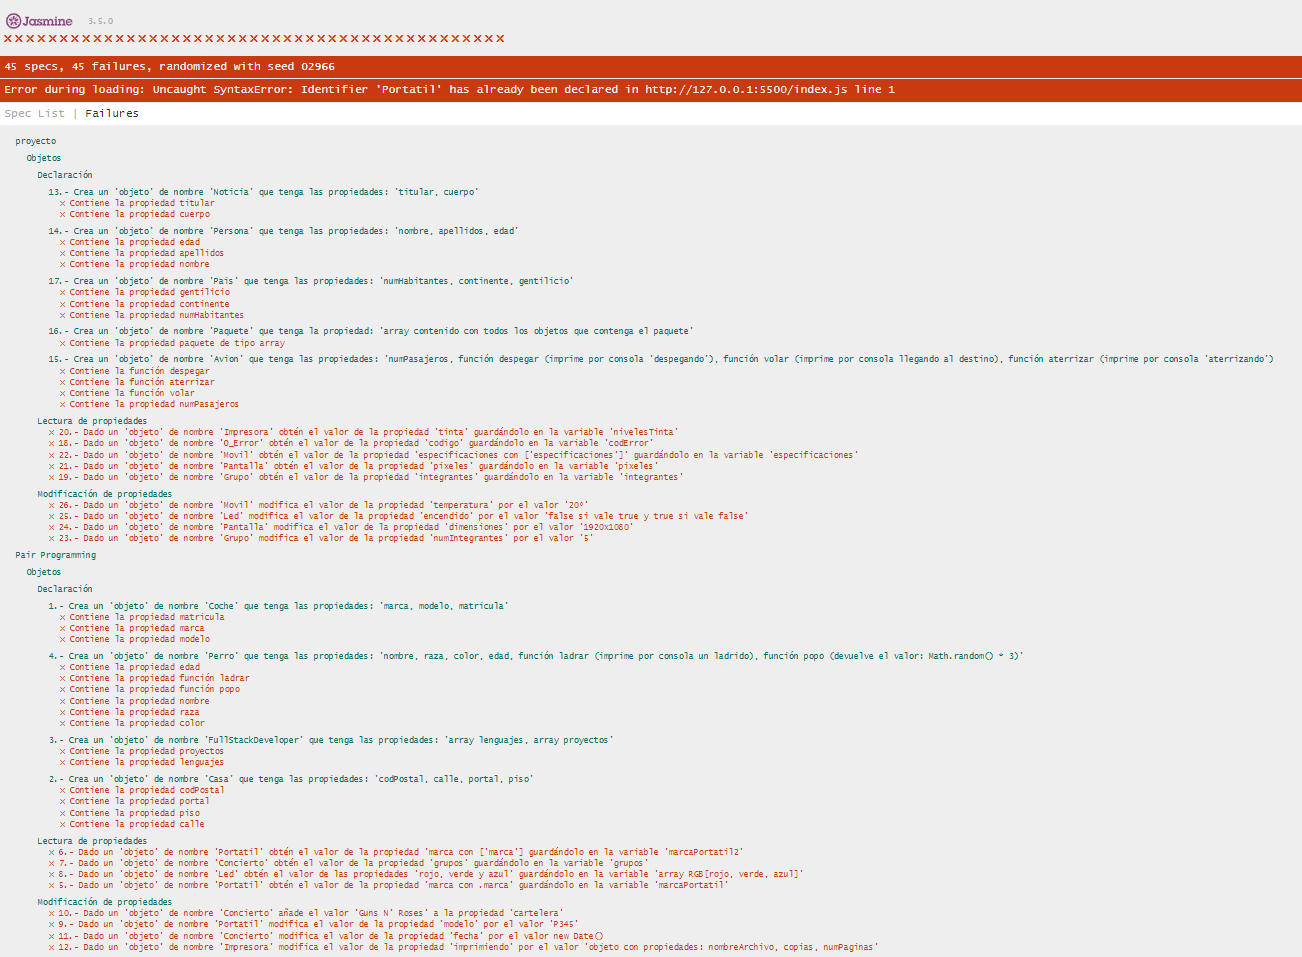 Jasmine 3.5.0
××××××××××××××××××××××××××××××××××××××××××××××
45 specs, 45 failures, randomized with seed 02966
Error during loading: Uncaught SyntaxError: Identifier 'Portatil' has already been declared in http://127.0.0.1:5500/index.js line 1
Spec List | Failures
proyecto
Objetos
Declaración
13.- Crea un 'objeto' de nombre 'Noticia' que tenga las propiedades: 'titular, cuerpo'
× Contiene la propiedad titular
× Contiene la propiedad cuerpo
14.- Crea un 'objeto' de nombre 'Persona' que tenga las propiedades: 'nombre, apellidos, edad'
× Contiene la propiedad edad
× Contiene la propiedad apellidos
× Contiene la propiedad nombre
17.- Crea un 'objeto' de nombre 'Pais' que tenga las propiedades: 'numHabitantes, continente, gentilicio'
× Contiene la propiedad gentilicio
× Contiene la propiedad continente
× Contiene la propiedad numHabitantes
16.- Crea un 'objeto' de nombre 'Paquete' que tenga la propiedad: 'array contenido con todos los objetos que contenga el paquete'
× Contiene la propiedad paquete de tipo array
15.- Crea un 'objeto' de nombre 'Avion' que tenga las propiedades: 'numPasajeros, función despegar (imprime por consola 'despegando'), función volar (imprime por consola llegando al destino), función aterrizar (imprime por consola 'aterrizando')
× Contiene la función despegar
× Contiene la función aterrizar
× Contiene la función volar
× Contiene la propiedad numPasajeros
Lectura de propiedades
× 20.- Dado un 'objeto' de nombre 'Impresora' obtén el valor de la propiedad 'tinta' guardándolo en la variable 'nivelesTinta'
× 18.- Dado un 'objeto' de nombre 'O_Error' obtén el valor de la propiedad 'codigo' guardándolo en la variable 'codError'
× 22.- Dado un 'objeto' de nombre 'Movil' obtén el valor de la propiedad 'especificaciones con ['especificaciones']' guardándolo en la variable 'especificaciones'
× 21.- Dado un 'objeto' de nombre 'Pantalla' obtén el valor de la propiedad 'pixeles' guardándolo en la variable 'pixeles'
× 19.- Dado un 'objeto' de nombre 'Grupo' obtén el valor de la propiedad 'integrantes' guardándolo en la variable 'integrantes'
Modificación de propiedades
× 26.- Dado un 'objeto' de nombre 'Movil' modifica el valor de la propiedad 'temperatura' por el valor '20º'
× 25.- Dado un 'objeto' de nombre 'Led' modifica el valor de la propiedad 'encendido' por el valor 'false si vale true y true si vale false'
× 24.- Dado un 'objeto' de nombre 'Pantalla' modifica el valor de la propiedad 'dimensiones' por el valor '1920x1080'
× 23.- Dado un 'objeto' de nombre 'Grupo' modifica el valor de la propiedad 'numIntegrantes' por el valor '5'
Pair Programming
Objetos
Declaración
1.- Crea un 'objeto' de nombre 'Coche' que tenga las propiedades: 'marca, modelo, matricula'
× Contiene la propiedad matricula
× Contiene la propiedad marca
× Contiene la propiedad modelo
4.- Crea un 'objeto' de nombre 'Perro' que tenga las propiedades: 'nombre, raza, color, edad, función ladrar (imprime por consola un ladrido), función popo (devuelve el valor: Math.random() * 3)'
× Contiene la propiedad edad
× Contiene la propiedad función ladrar
× Contiene la propiedad función popo
× Contiene la propiedad nombre
× Contiene la propiedad raza
× Contiene la propiedad color
3.- Crea un 'objeto' de nombre 'FullStackDeveloper' que tenga las propiedades: 'array lenguajes, array proyectos'
× Contiene la propiedad proyectos
× Contiene la propiedad lenguajes
2.- Crea un 'objeto' de nombre 'Casa' que tenga las propiedades: 'codPostal, calle, portal, piso'
× Contiene la propiedad codPostal
× Contiene la propiedad portal
× Contiene la propiedad piso
× Contiene la propiedad calle
Lectura de propiedades
× 6.- Dado un 'objeto' de nombre 'Portatil' obtén el valor de la propiedad 'marca con ['marca'] guardándolo en la variable 'marcaPortatil2'
× 7.- Dado un 'objeto' de nombre 'Concierto' obtén el valor de la propiedad 'grupos' guardándolo en la variable 'grupos'
× 8.- Dado un 'objeto' de nombre 'Led' obtén el valor de las propiedades 'rojo, verde y azul' guardándolo en la variable 'array RGB[rojo, verde, azul]'
× 5.- Dado un 'objeto' de nombre 'Portatil' obtén el valor de la propiedad 'marca con .marca' guardándolo en la variable 'marcaPortatil'
Modificación de propiedades
× 10.- Dado un 'objeto' de nombre 'Concierto' añade el valor 'Guns N' Roses' a la propiedad 'cartelera'
× 9.- Dado un 'objeto' de nombre 'Portatil' modifica el valor de la propiedad 'modelo' por el valor 'P345'
× 11.- Dado un 'objeto' de nombre 'Concierto' modifica el valor de la propiedad 'fecha' por el valor new Date()
× 12.- Dado un 'objeto' de nombre 'Impresora' modifica el valor de la propiedad 'imprimiendo' por el valor 'objeto con propiedades: nombreArchivo, copias, numPaginas'